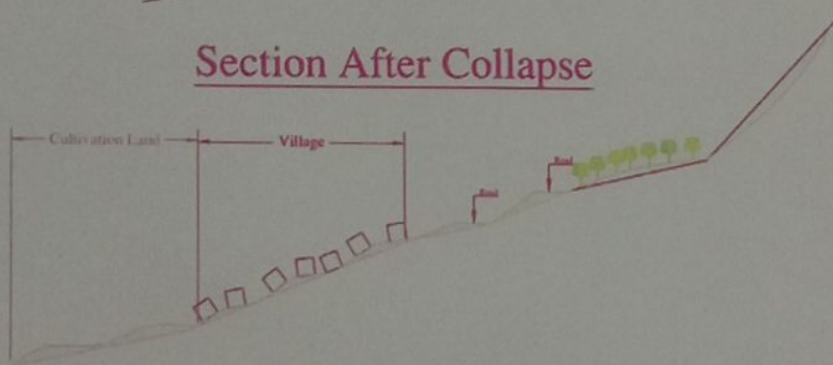 Section After Collapse
Cultivation Land
Village
Road
Road